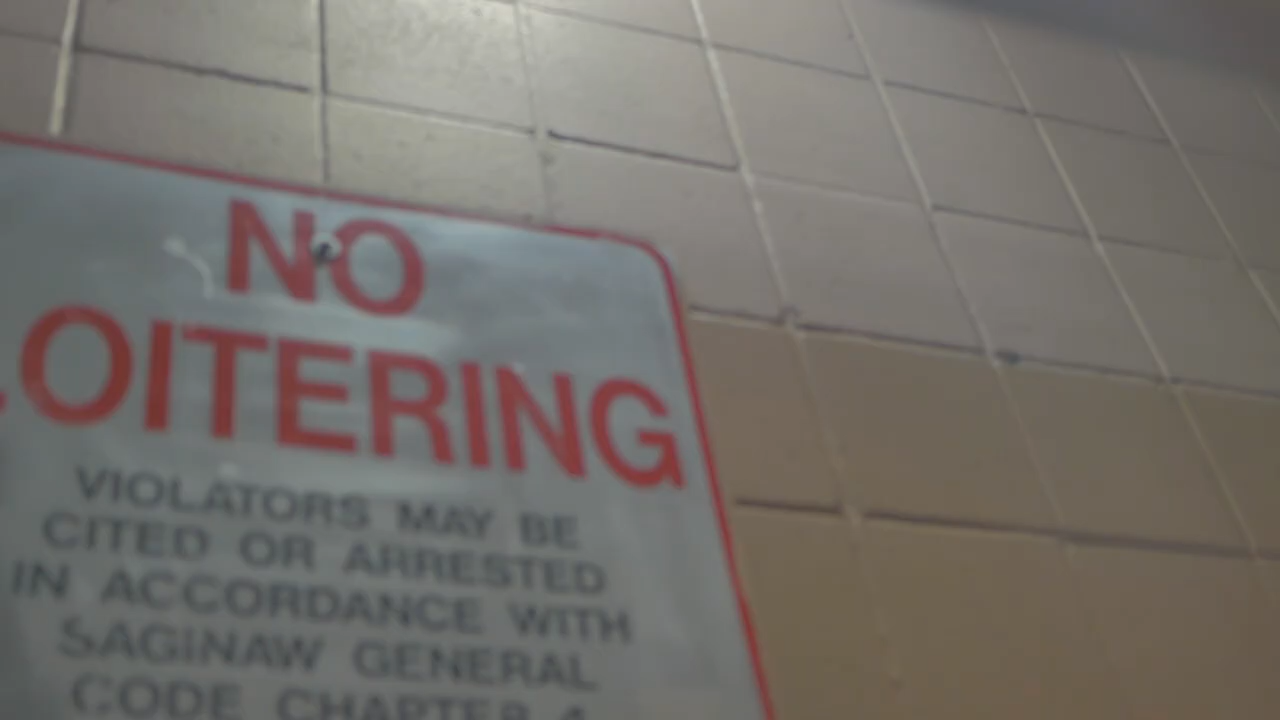 NO
LOITERING
VIOLATORS MAY BE
CITED OR ARRESTED
IN ACCORDANCE WITH
SAGINAW GENERAL
CODE CHAPTER